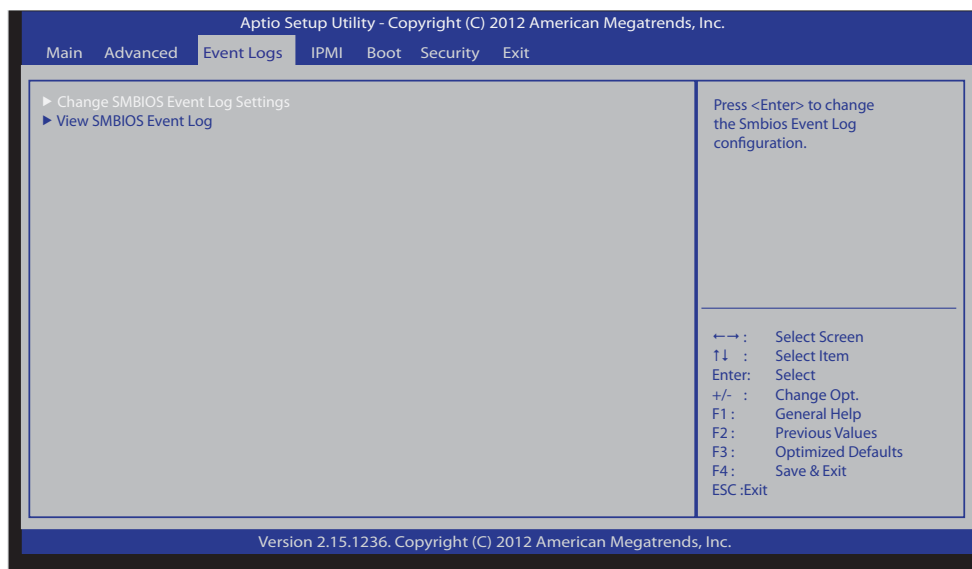 Aptio Setup Utility - Copyright (C) 2012 American Megatrends, Inc.
Main Advanced Event Logs IPMI Boot Security Exit
▶ Change SMBIOS Event Log Settings
▶ View SMBIOS Event Log
Press <Enter> to change
the Smbios Event Log
configuration.
←→ : Select Screen
↑↓ : Select Item
Enter: Select
+/- : Change Opt.
F1 : General Help
F2 : Previous Values
F3 : Optimized Defaults
F4 : Save & Exit
ESC :Exit
Version 2.15.1236. Copyright (C) 2012 American Megatrends, Inc.